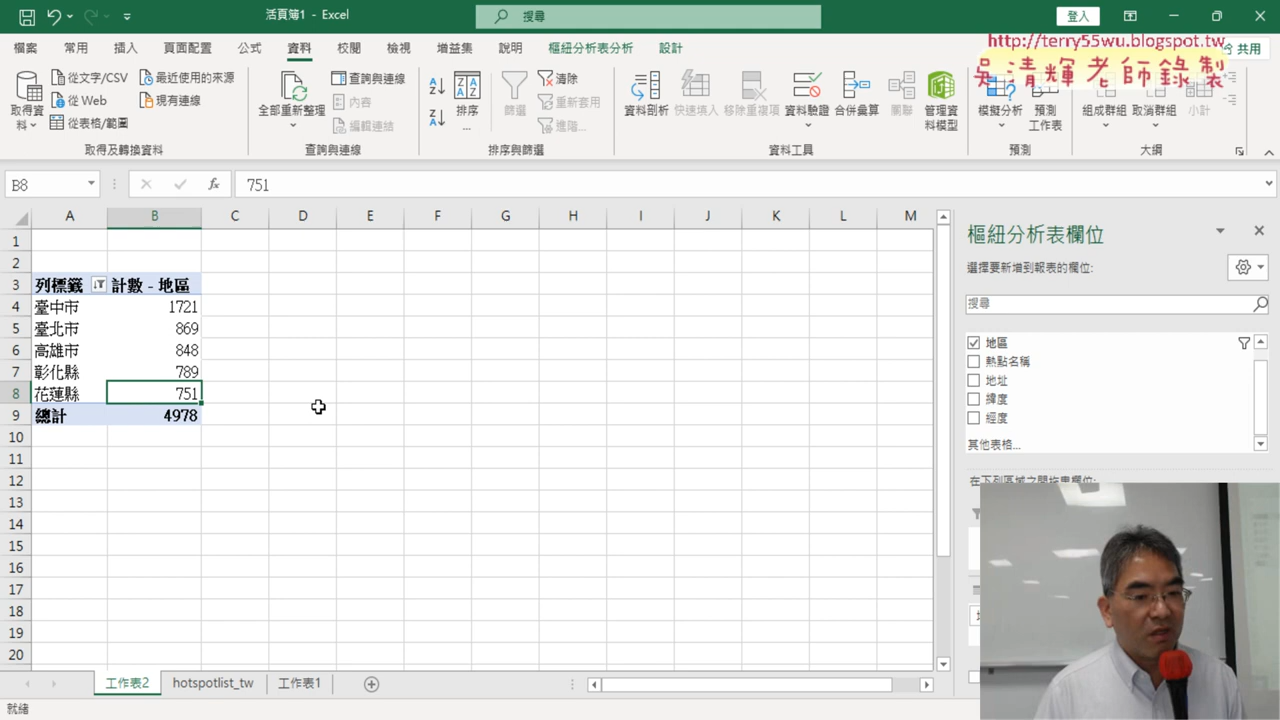 活頁簿1 - Excel
搜尋
登入
檔案 常用 插入 頁面配置 公式 資料 校閱 檢視 增益集 說明 樞紐分析表分析 設計
共用
http://terry55wu.blogspot.tw
吳清輝老師錄製
取得資料
從文字/CSV
從 Web
從表格/範圍
最近使用的來源
現有連線
取得及轉換資料
全部重新整理
查詢與連線
內容
編輯連結
查詢與連線
排序...
篩選
清除
重新套用
進階...
排序與篩選
資料剖析
快速填入
移除重複項
資料驗證
合併彙算
關聯
管理資料模型
資料工具
模擬分析
預測工作表
預測
組成群組
取消群組
小計
大綱
B8
fx
751
A B C D E F G H I J K L M
1
2
3 列標籤 計數 - 地區
4 臺中市 1721
5 臺北市 869
6 高雄市 848
7 彰化縣 789
8 花蓮縣 751
9 總計 4978
10
11
12
13
14
15
16
17
18
19
20
樞紐分析表欄位
選擇要新增到報表的欄位:
搜尋
地區
熱點名稱
地址
緯度
經度
其他表格...
在下列區域之間拖曳欄位:
工作表2 hotspotlist_tw 工作表1
就緒